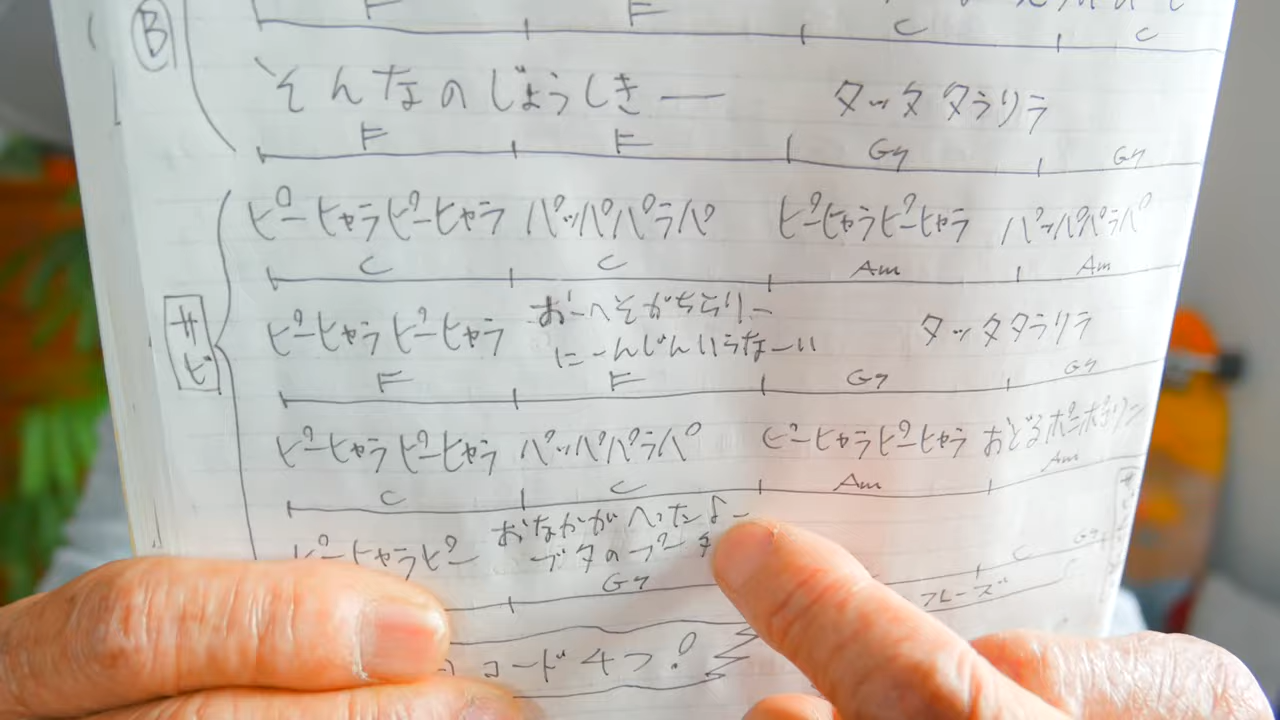 F F C C
B
そんなのじょうしきー タッタタラリラ
F F G7 G7
サビ
ピーヒャラピーヒャラ パッパパラパ ピーヒャラピーヒャラ パッパパラパ
C C Am Am
ピーヒャラピーヒャラ おーへそがちらりー タッタタラリラ
にーんじんいらなーい
F F G7 G7
ピーヒャラピーヒャラ パッパパラパ ピーヒャラピーヒャラ おどるポンポコリン
C C Am Am
ピーヒャラピー おなかがへったよー
ブタのプー
G7 C G7
フレーズ
コード4つ!